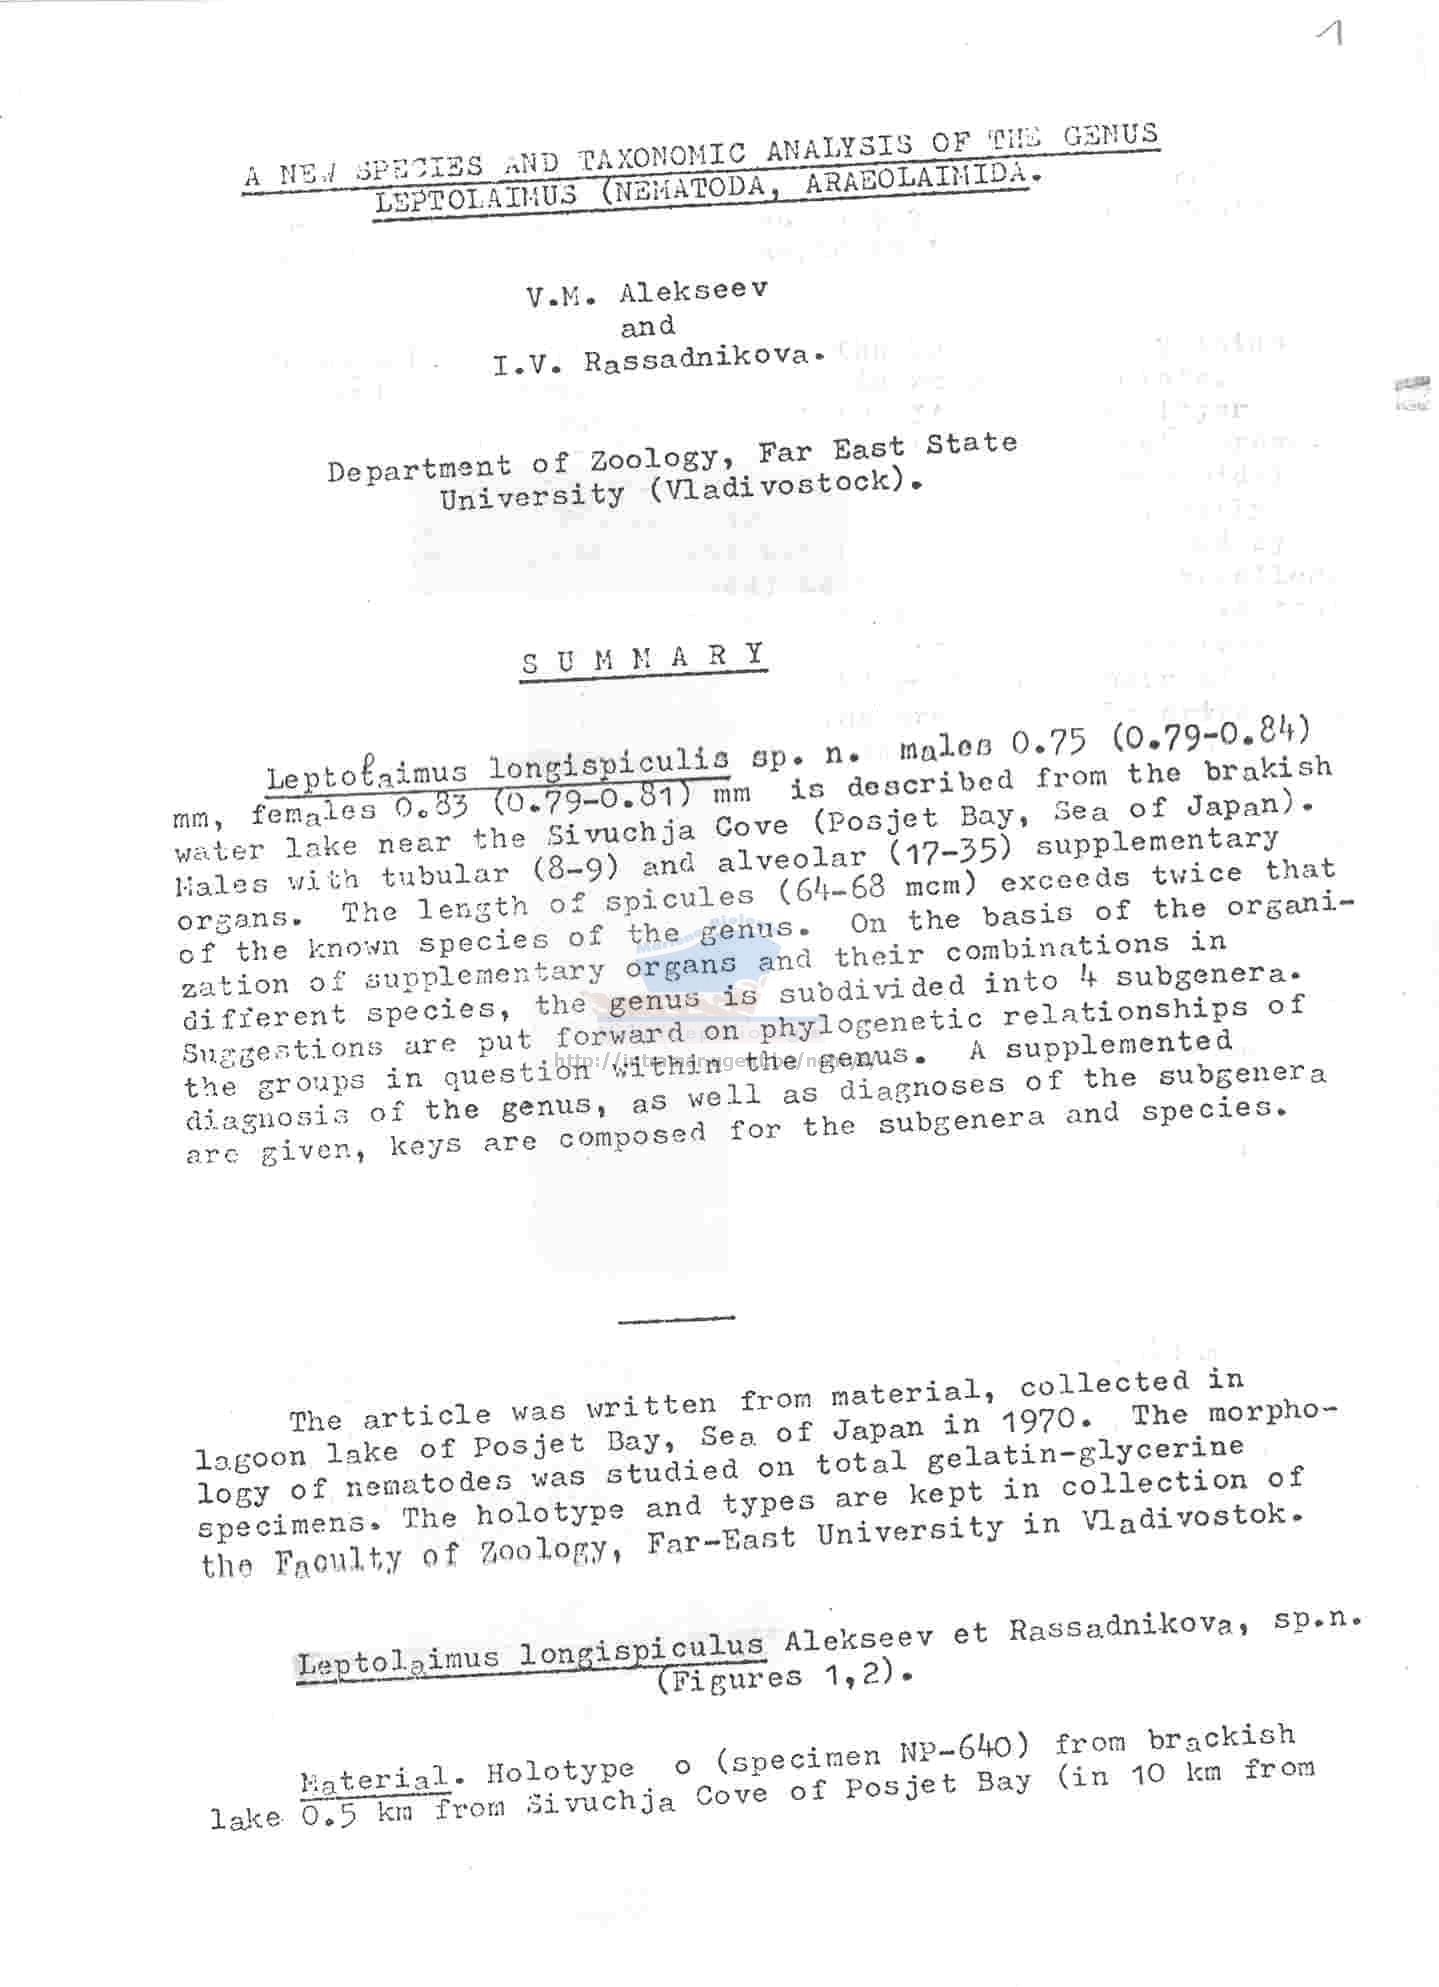 1
A NEW SPECIES AND TAXONOMIC ANALYSIS OF THE GENUS
LEPTOLAIMUS (NEMATODA, ARAEOLAIMIDA.
V.M. Alekseev
and
I.V. Rassadnikova.
Department of Zoology, Far East State
University (Vladivostock).
S U M M A R Y
Leptolaimus longispiculis sp. n. males 0.75 (0.79-0.84)
mm, females 0.83 (0.79-0.81) mm is described from the brakish
water lake near the Sivuchja Cove (Posjet Bay, Sea of Japan).
Males with tubular (8-9) and alveolar (17-35) supplementary
organs. The length of spicules (64-68 mcm) exceeds twice that
of the known species of the genus. On the basis of the organi-
zation of supplementary organs and their combinations in
different species, the genus is subdivided into 4 subgenera.
Suggestions are put forward on phylogenetic relationships of
the groups in question within the genus. A supplemented
diagnosis of the genus, as well as diagnoses of the subgenera
are given, keys are composed for the subgenera and species.
The article was written from material, collected in
lagoon lake of Posjet Bay, Sea of Japan in 1970. The morpho-
logy of nematodes was studied on total gelatin-glycerine
specimens. The holotype and types are kept in collection of
the Faculty of Zoology, Far-East University in Vladivostok.
Leptolaimus longispiculus Alekseev et Rassadnikova, sp.n.
(Figures 1,2).
Material. Holotype o (specimen NP-640) from brackish
lake 0.5 km from Sivuchja Cove of Posjet Bay (in 10 km from